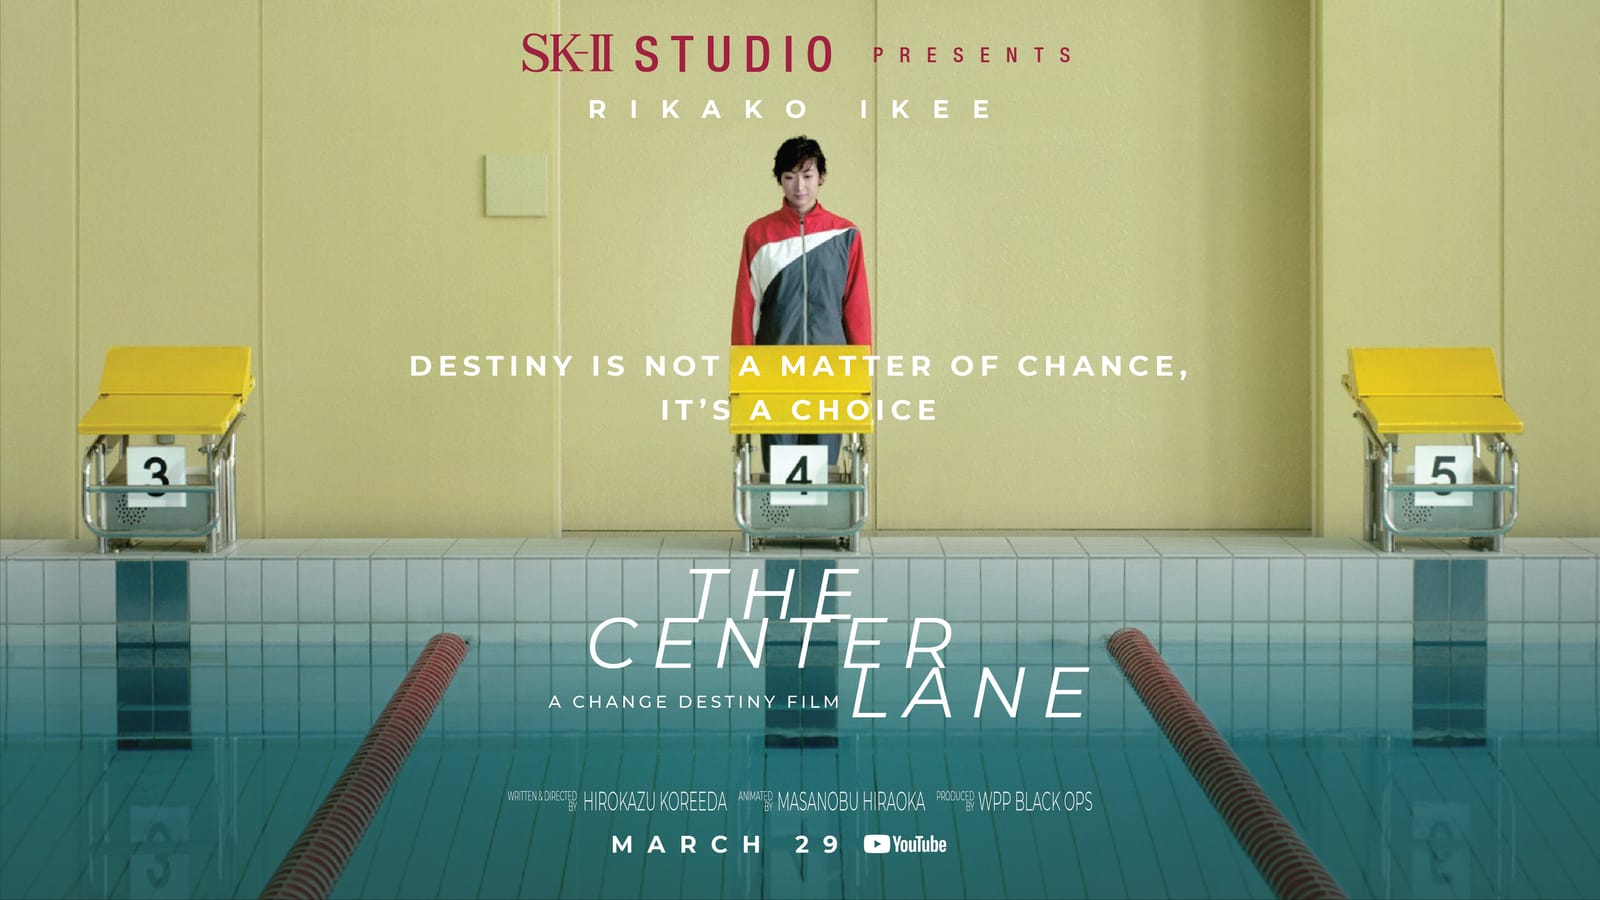 SK-II STUDIO PRESENTS
RIKAKO IKEE
DESTINY IS NOT A MATTER OF CHANCE,
IT'S A CHOICE
3
4
5
THE
CENTER
LANE
A CHANGE DESTINY FILM
WRITTEN & DIRECTED BY HIROKAZU KOREEDA ANIMATED BY MASANOBU HIRAOKA PRODUCED BY WPP BLACK OPS
MARCH 29 YouTube